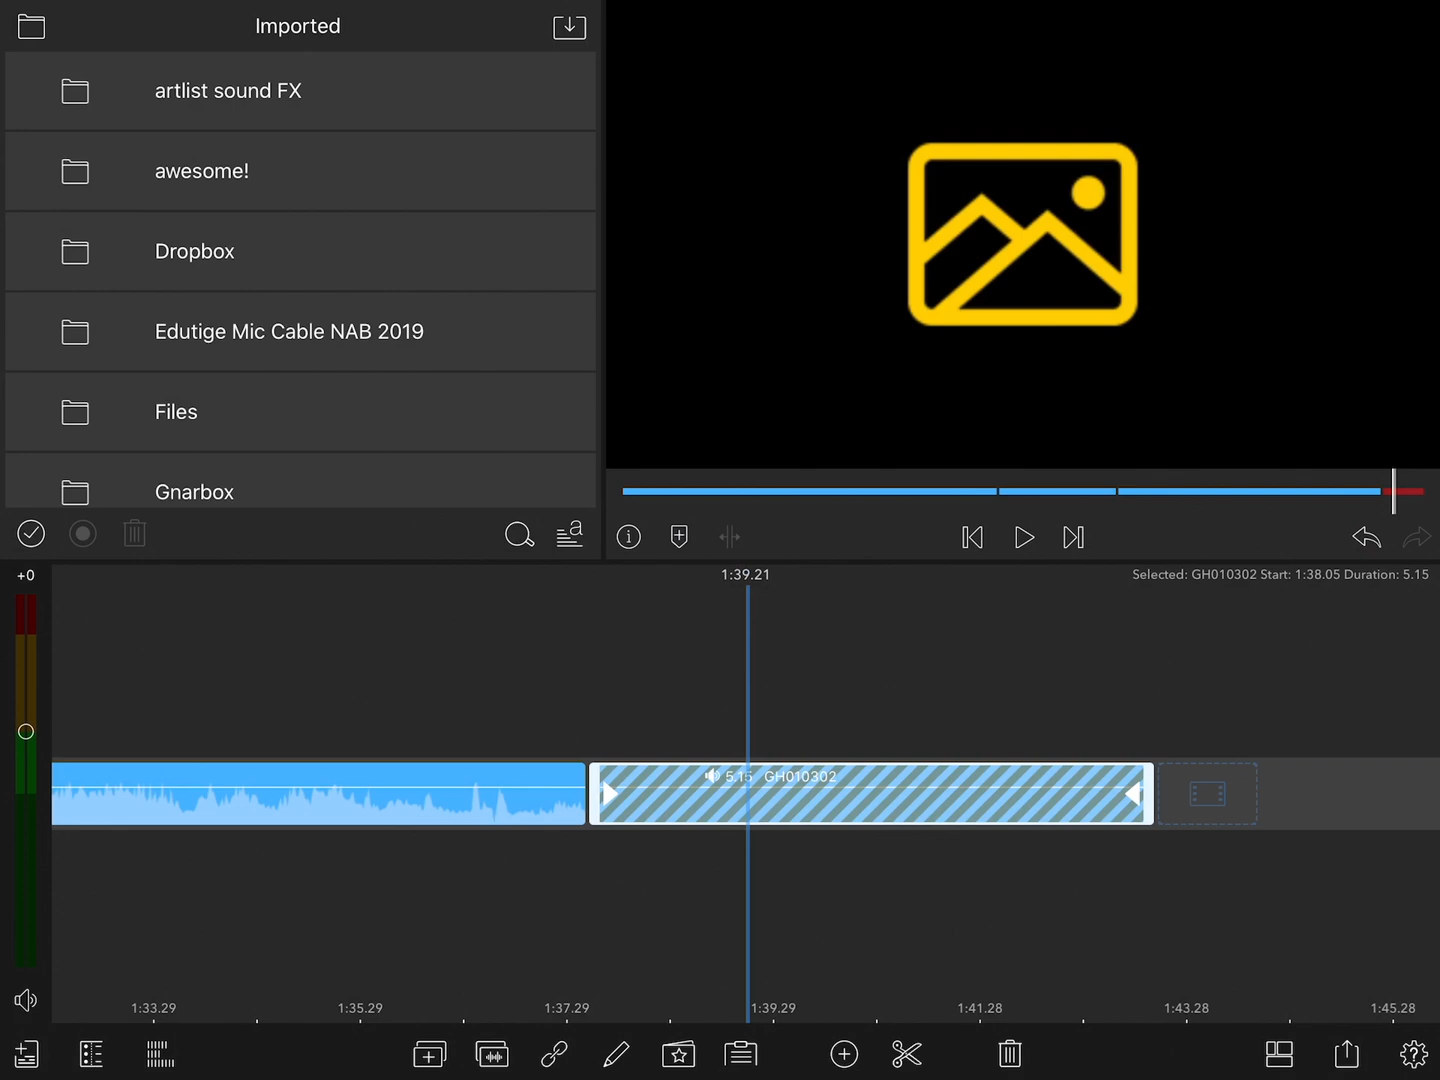 Imported
artlist sound FX
awesome!
Dropbox
Edutige Mic Cable NAB 2019
Files
Gnarbox
+0
1:39.21
Selected: GH010302 Start: 1:38.05 Duration: 5.15
5.15 GH010302
1:33.29
1:35.29
1:37.29
1:39.29
1:41.28
1:43.28
1:45.28